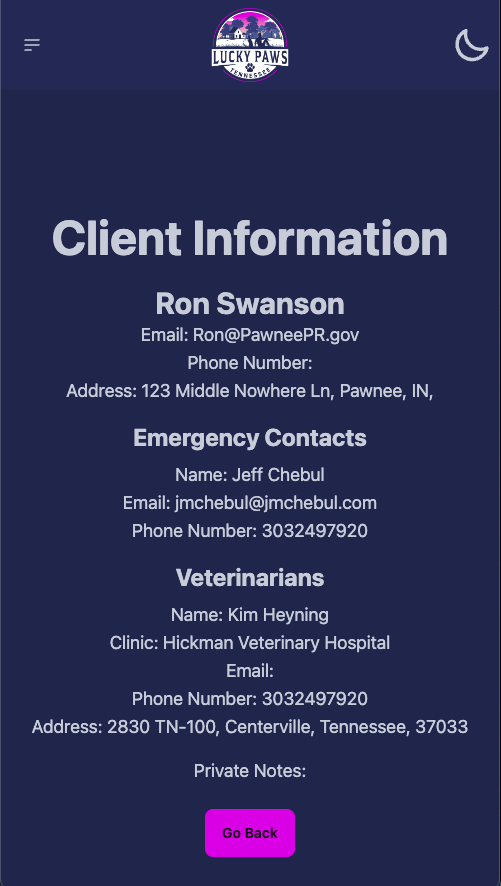 LUCKY PAWS
TENNESSEE
Client Information
Ron Swanson
Email: Ron@PawneePR.gov
Phone Number:
Address: 123 Middle Nowhere Ln, Pawnee, IN,
Emergency Contacts
Name: Jeff Chebul
Email: jmchebul@jmchebul.com
Phone Number: 3032497920
Veterinarians
Name: Kim Heyning
Clinic: Hickman Veterinary Hospital
Email:
Phone Number: 3032497920
Address: 2830 TN-100, Centerville, Tennessee, 37033
Private Notes:
Go Back